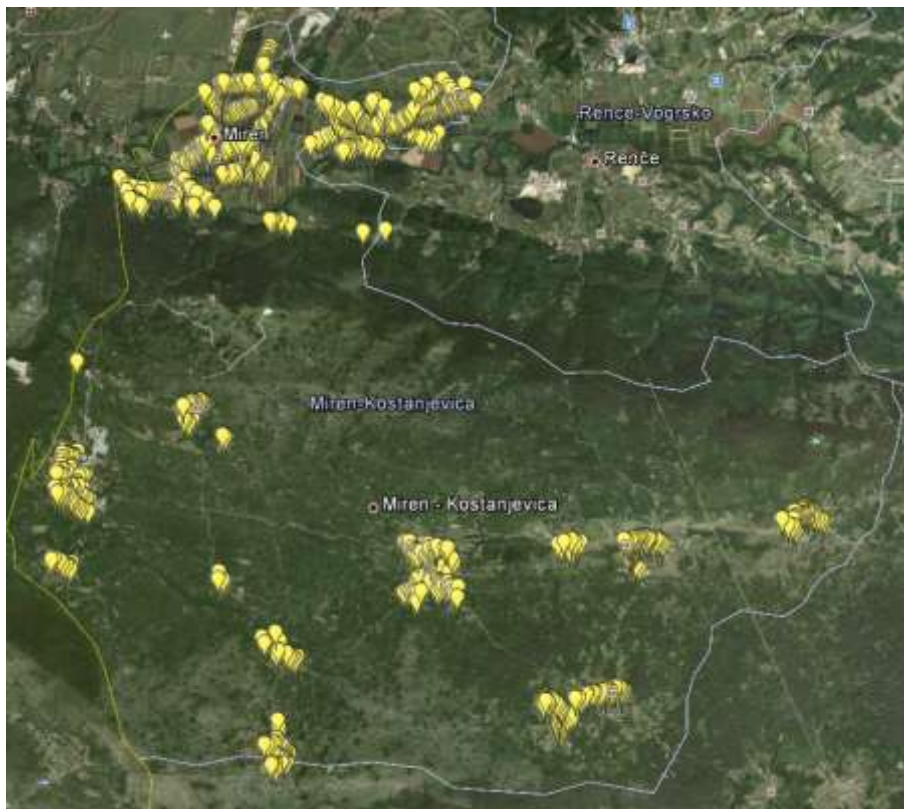 Renče-Vogrsko
Miren
Renče
Miren-Kostanjevica
Miren - Kostanjevica